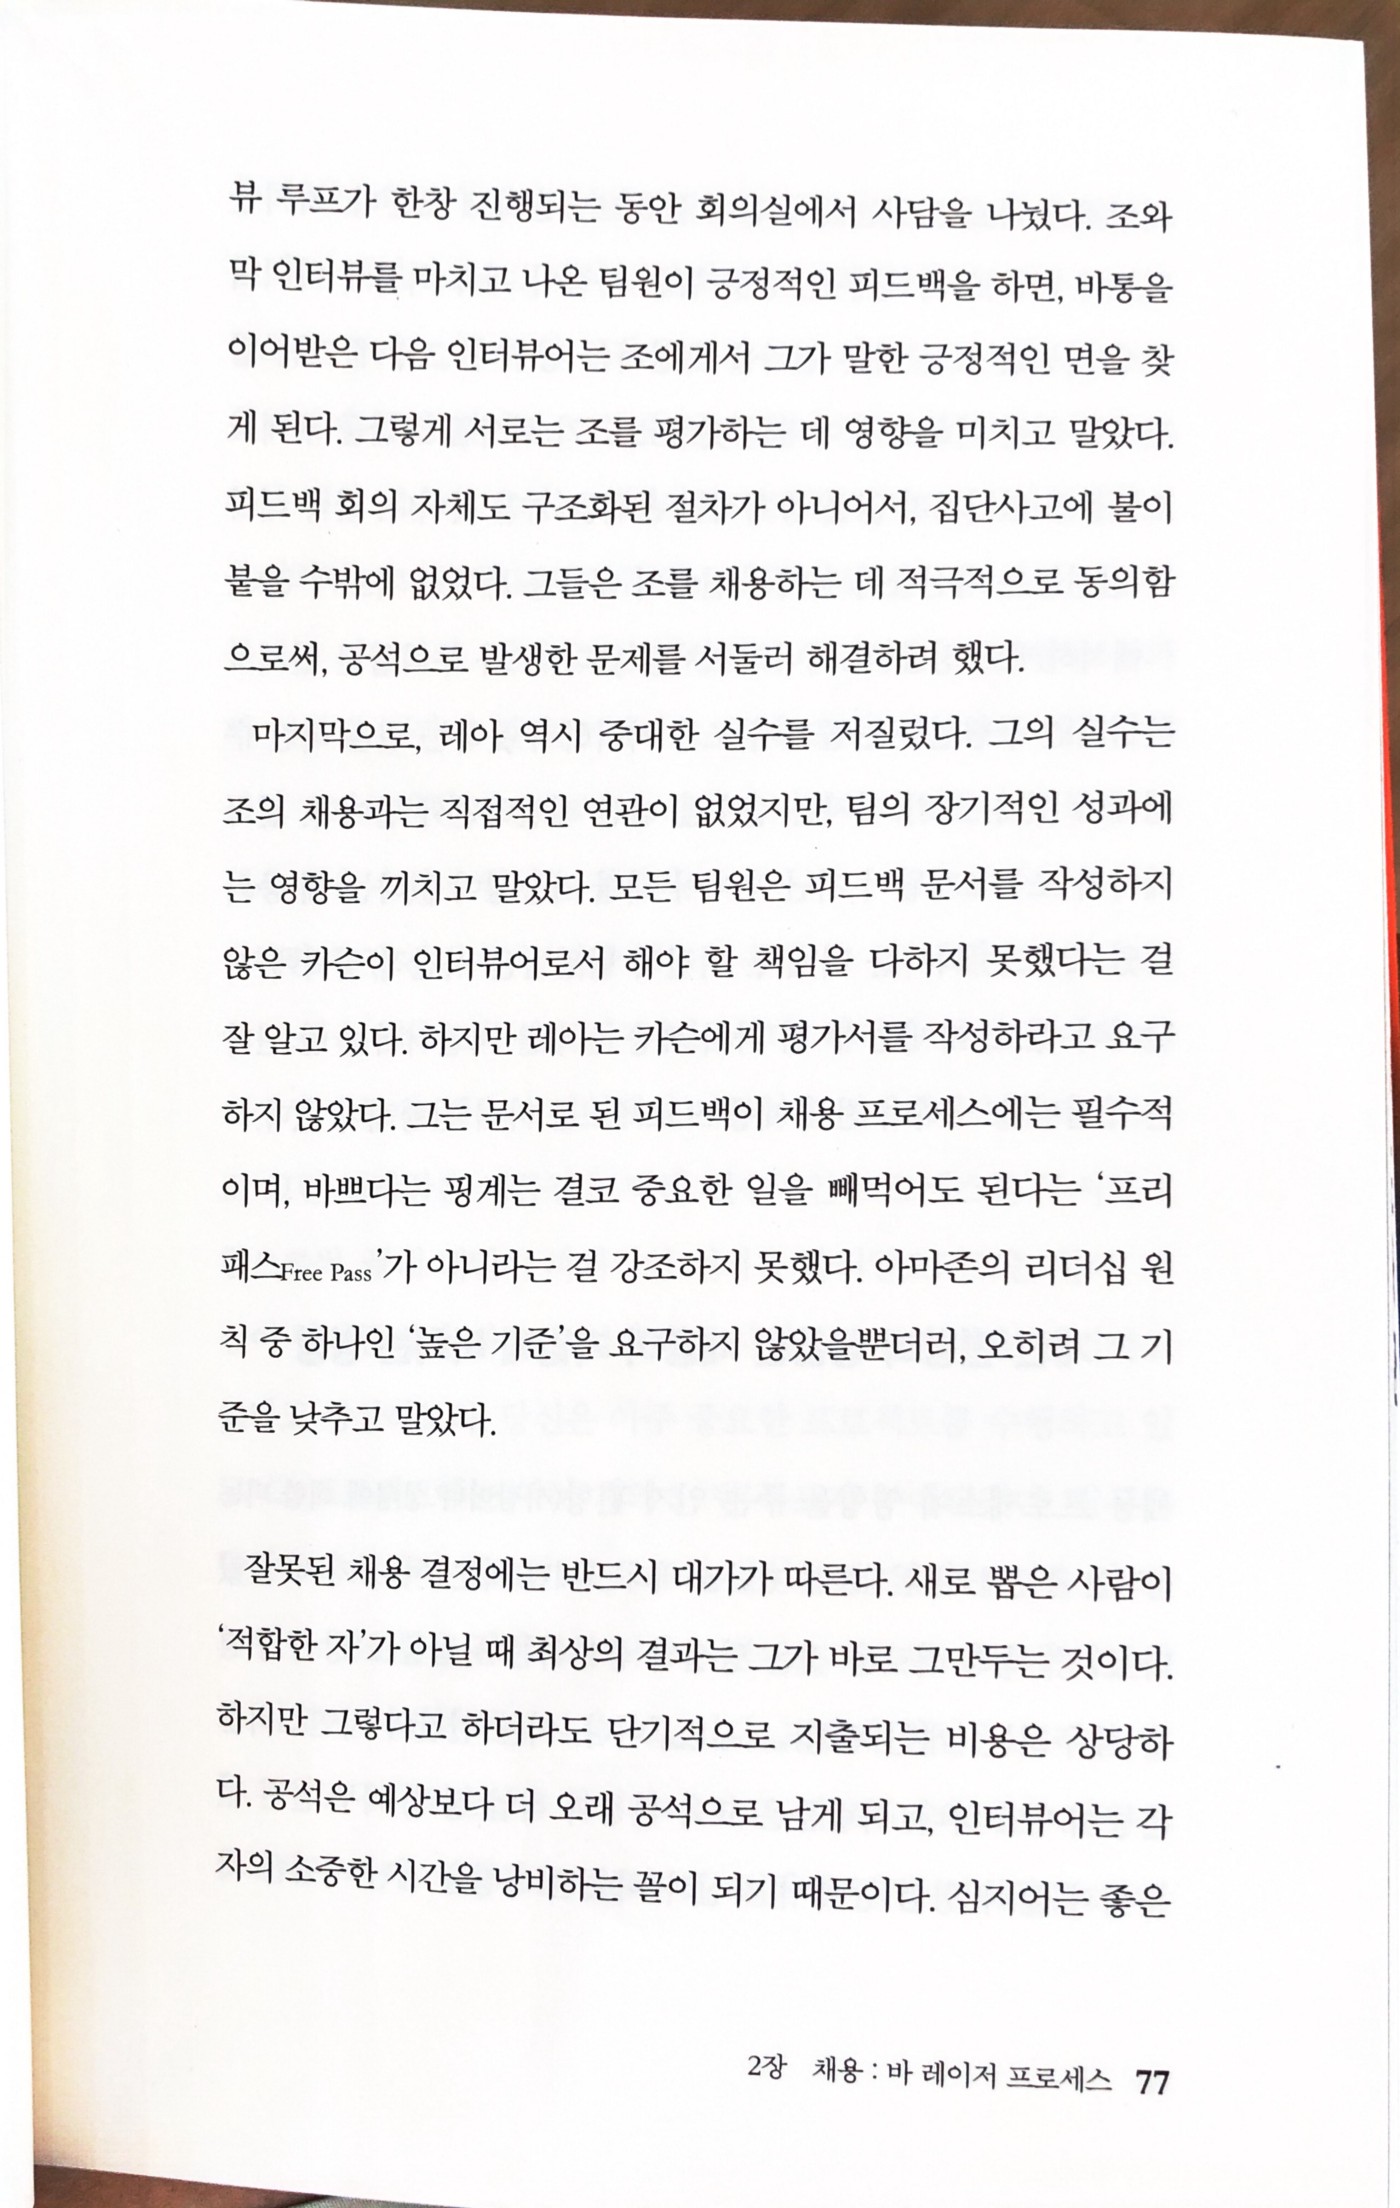 뷰 루프가 한창 진행되는 동안 회의실에서 사담을 나눴다. 조와
막 인터뷰를 마치고 나온 팀원이 긍정적인 피드백을 하면, 바통을
이어받은 다음 인터뷰어는 조에게서 그가 말한 긍정적인 면을 찾
게 된다. 그렇게 서로는 조를 평가하는 데 영향을 미치고 말았다.
피드백 회의 자체도 구조화된 절차가 아니어서, 집단사고에 불이
붙을 수밖에 없었다. 그들은 조를 채용하는 데 적극적으로 동의함
으로써, 공석으로 발생한 문제를 서둘러 해결하려 했다.
마지막으로, 레아 역시 중대한 실수를 저질렀다. 그의 실수는
조의 채용과는 직접적인 연관이 없었지만, 팀의 장기적인 성과에
는 영향을 끼치고 말았다. 모든 팀원은 피드백 문서를 작성하지
않은 카슨이 인터뷰어로서 해야 할 책임을 다하지 못했다는 걸
잘 알고 있다. 하지만 레아는 카슨에게 평가서를 작성하라고 요구
하지 않았다. 그는 문서로 된 피드백이 채용 프로세스에는 필수적
이며, 바쁘다는 핑계는 결코 중요한 일을 빼먹어도 된다는 ‘프리
패스Free Pass’가 아니라는 걸 강조하지 못했다. 아마존의 리더십 원
칙 중 하나인 ‘높은 기준’을 요구하지 않았을뿐더러, 오히려 그 기
준을 낮추고 말았다.
잘못된 채용 결정에는 반드시 대가가 따른다. 새로 뽑은 사람이
‘적합한 자’가 아닐 때 최상의 결과는 그가 바로 그만두는 것이다.
하지만 그렇다고 하더라도 단기적으로 지출되는 비용은 상당하
다. 공석은 예상보다 더 오래 공석으로 남게 되고, 인터뷰어는 각
자의 소중한 시간을 낭비하는 꼴이 되기 때문이다. 심지어는 좋은
2장 채용 : 바 레이저 프로세스 77